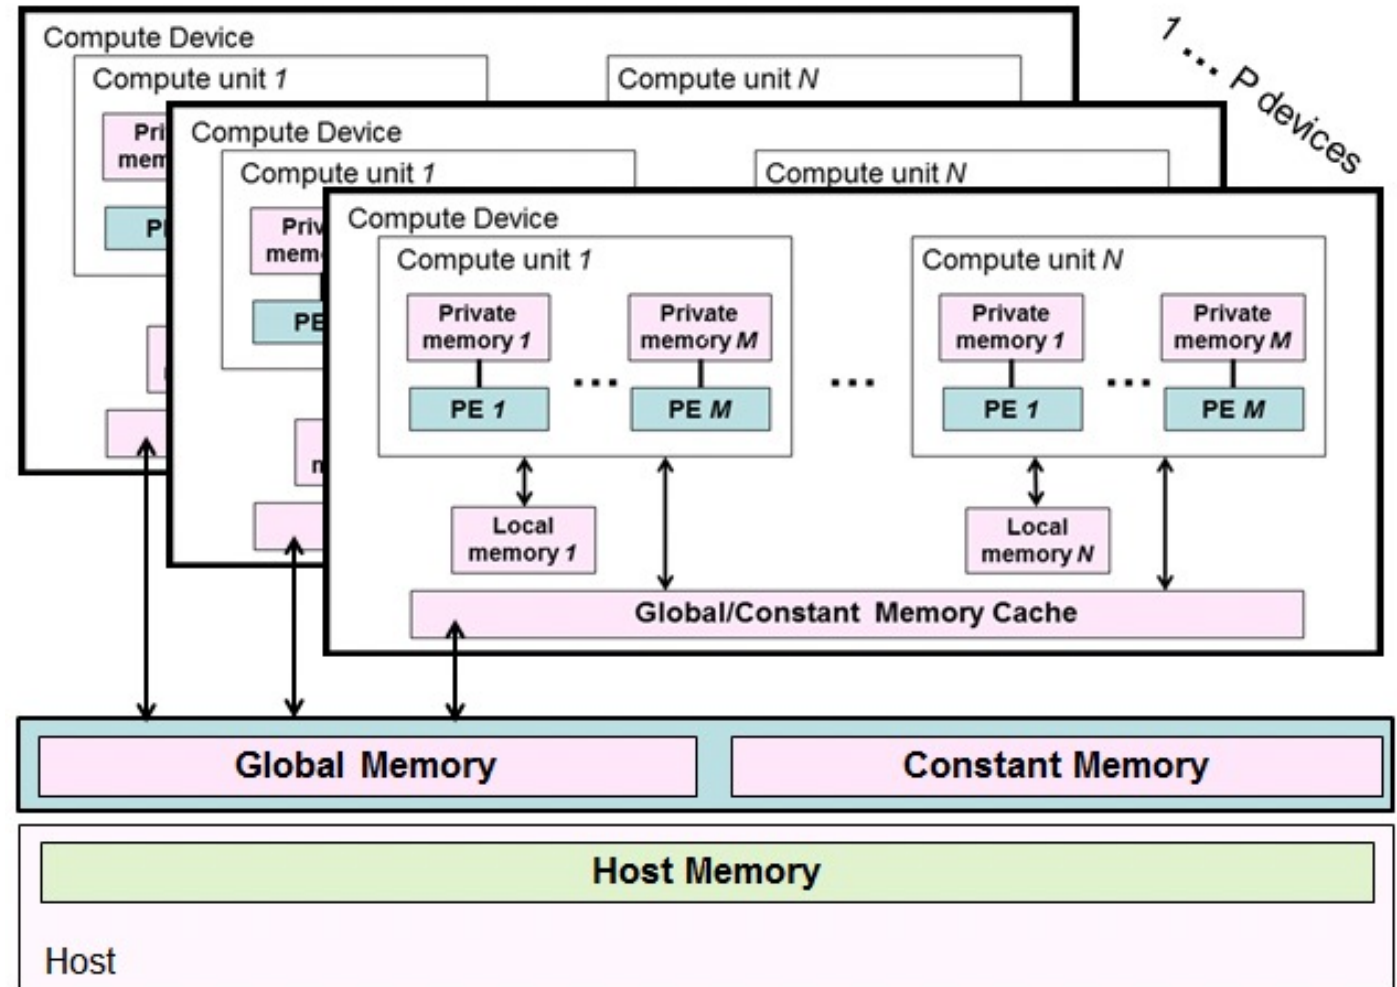 1 ... P devices
Compute Device
Compute unit 1
Compute unit N
Compute Device
Compute unit 1
Compute unit N
Compute Device
Compute unit 1
Private
memory 1
Private
memory M
PE 1
...
PE M
...
Compute unit N
Private
memory 1
Private
memory M
PE 1
...
PE M
Local
memory 1
Local
memory N
Global/Constant Memory Cache
Global Memory
Constant Memory
Host Memory
Host